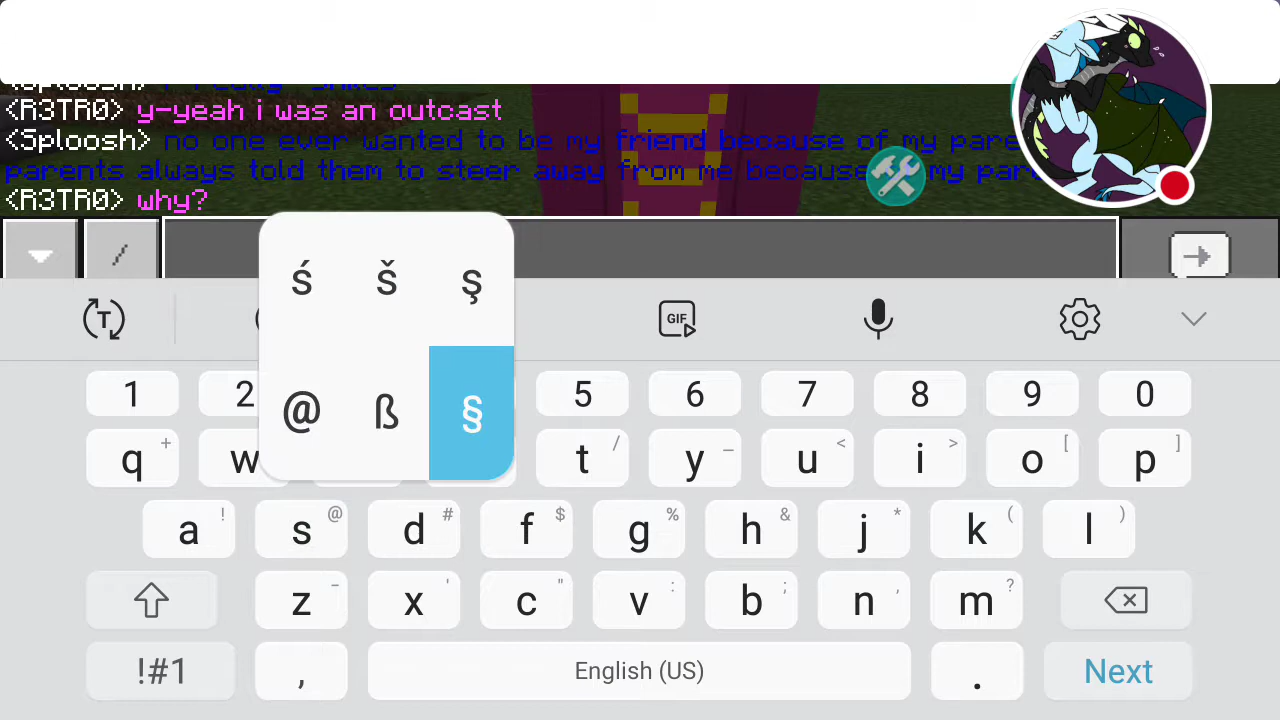 <R3TR0> y-yeah i was an outcast
<Sploosh> no one ever wanted to be my friend because of my pare
parents always told them to steer away from me because my par
<R3TR0> why?
/
ś š ş
T GIF
@ ß §
1 2 5 6 7 8 9 0
q + w t / y – u < i > o [ p ]
a ! s @ d # f $ g % h & j * k ( l )
z - x ' c " v : b ; n , m ?
!#1 , English (US) . Next